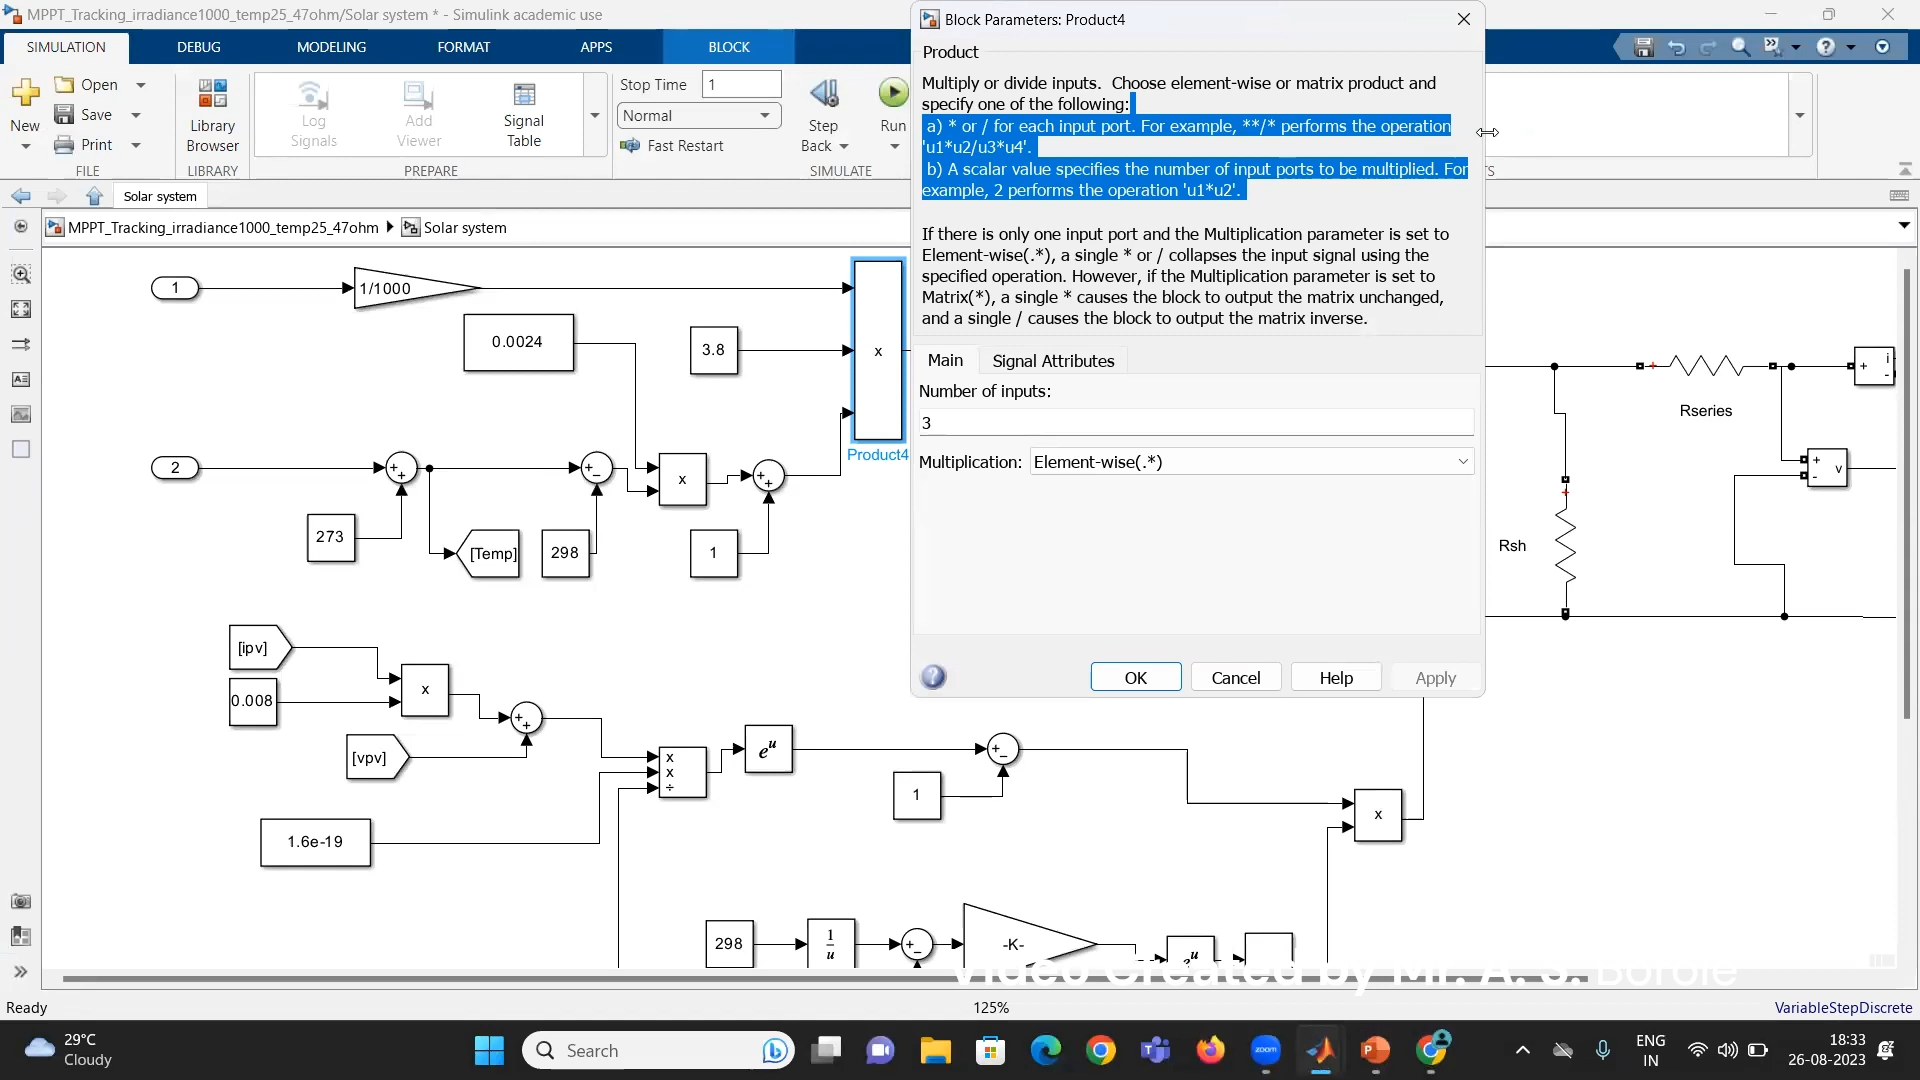 MPPT_Tracking_irradiance1000_temp25_47ohm/Solar system * - Simulink academic use
SIMULATION
DEBUG
MODELING
FORMAT
APPS
BLOCK
New
Open
Save
Print
FILE
Library
Browser
LIBRARY
Log
Signals
Add
Viewer
Signal
Table
PREPARE
Stop Time
1
Normal
Fast Restart
Step
Back
Run
SIMULATE
Block Parameters: Product4
Product
Multiply or divide inputs. Choose element-wise or matrix product and
specify one of the following:
a) * or / for each input port. For example, **/* performs the operation
'u1*u2/u3*u4'.
b) A scalar value specifies the number of input ports to be multiplied. For
example, 2 performs the operation 'u1*u2'.
If there is only one input port and the Multiplication parameter is set to
Element-wise(.*), a single * or / collapses the input signal using the
specified operation. However, if the Multiplication parameter is set to
Matrix(*), a single * causes the block to output the matrix unchanged,
and a single / causes the block to output the matrix inverse.
Main
Signal Attributes
Number of inputs:
3
Multiplication:
Element-wise(.*)
OK
Cancel
Help
Apply
Solar system
MPPT_Tracking_irradiance1000_temp25_47ohm
Solar system
1
1/1000
0.0024
3.8
x
Product4
2
+
+
+
-
x
+
+
273
[Temp]
298
1
[ipv]
0.008
x
[vpv]
+
+
x
x
÷
e^u
+
-
1
x
1.6e-19
298
1
u
+
-
-K-
Rseries
+
i
-
+
-
v
Rsh
Video Created by Mr. A. S. Borole
Ready
125%
VariableStepDiscrete
29°C
Cloudy
Search
zoom
ENG
IN
18:33
26-08-2023